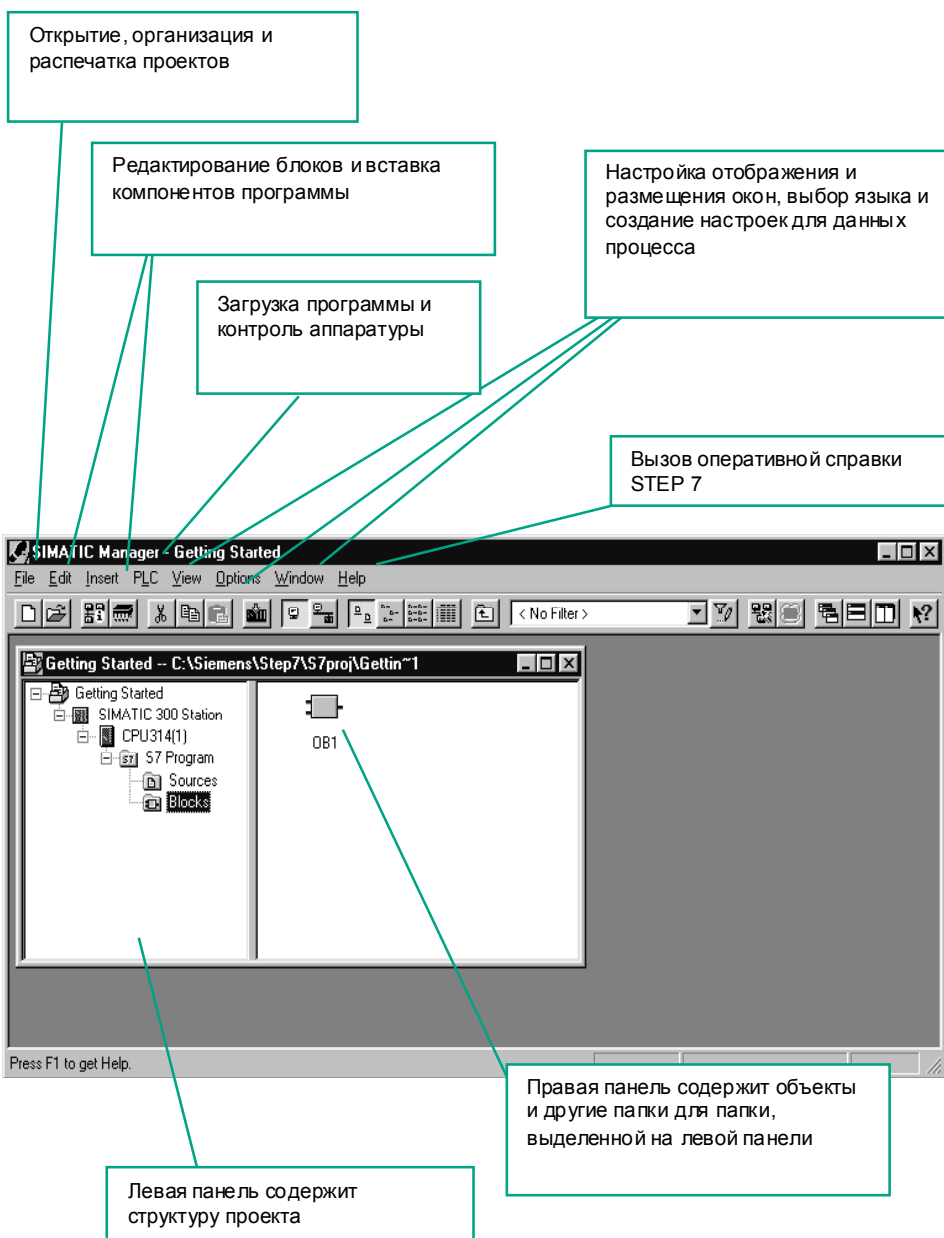 Открытие, организация и
распечатка проектов
Редактирование блоков и вставка
компонентов программы
Настройка отображения и
размещения окон, выбор языка и
создание настроек для данных
процесса
Загрузка программы и
контроль аппаратуры
Вызов оперативной справки
STEP 7
SIMATIC Manager - Getting Started
File Edit Insert PLC View Options Window Help
< No Filter >
Getting Started -- C:\Siemens\Step7\S7proj\Gettin~1
Getting Started
SIMATIC 300 Station
CPU314(1)
S7 Program
Sources
Blocks
OB1
Press F1 to get Help.
Правая панель содержит объекты
и другие папки для папки,
выделенной на левой панели
Левая панель содержит
структуру проекта